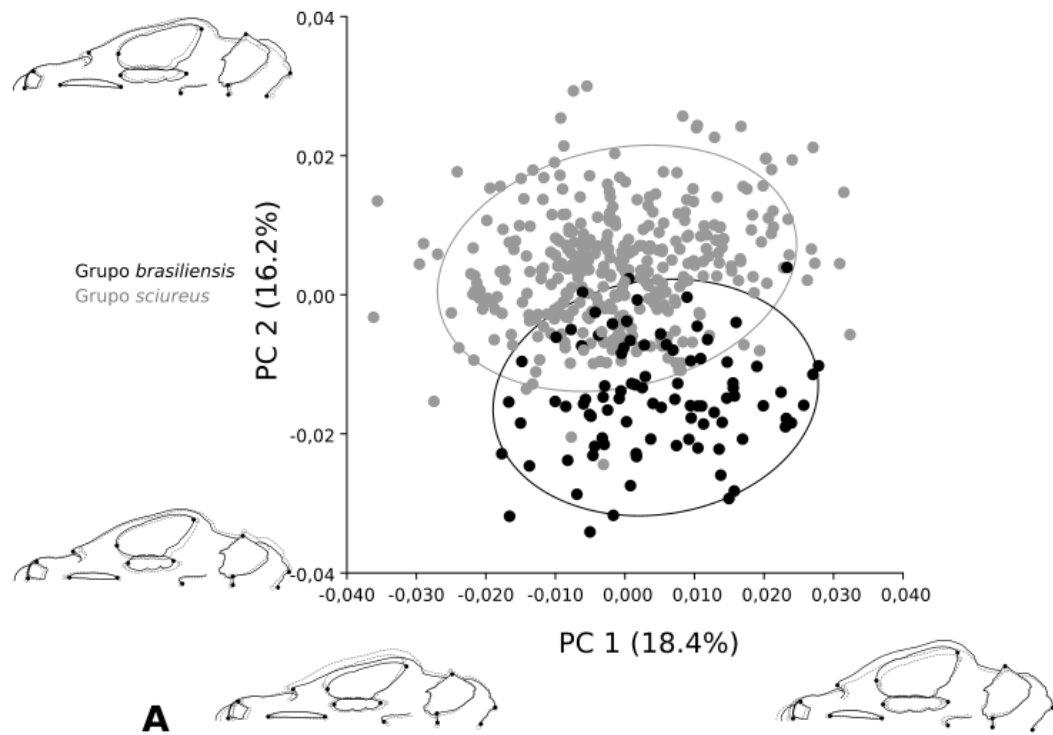 0,04
0,02
0,00
-0,02
-0,04
PC 2 (16.2%)
Grupo brasiliensis
Grupo sciureus
-0,040 -0,030 -0,020 -0,010 0,000 0,010 0,020 0,030 0,040
PC 1 (18.4%)
A